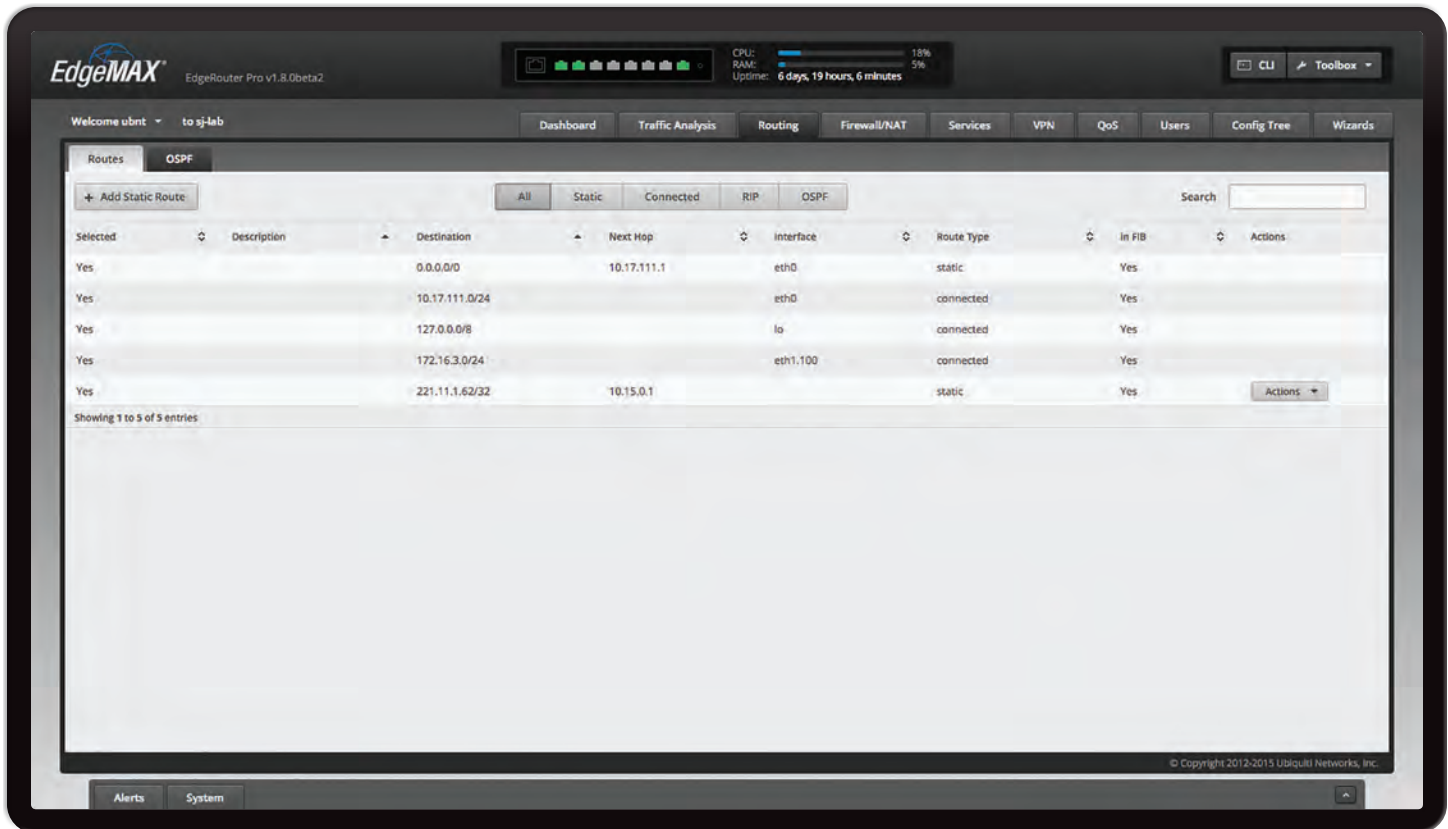 EdgeMAX® EdgeRouter Pro v1.8.0beta2
CPU: 18%
RAM: 5%
Uptime: 6 days, 19 hours, 6 minutes
CLI Toolbox
Welcome ubnt to sj-lab
Dashboard Traffic Analysis Routing Firewall/NAT Services VPN QoS Users Config Tree Wizards
Routes OSPF
+ Add Static Route All Static Connected RIP OSPF Search
Selected Description Destination Next Hop Interface Route Type In FIB Actions
Yes 0.0.0.0/0 10.17.111.1 eth0 static Yes
Yes 10.17.111.0/24 eth0 connected Yes
Yes 127.0.0.0/8 lo connected Yes
Yes 172.16.3.0/24 eth1.100 connected Yes
Yes 221.11.1.62/32 10.15.0.1 static Yes Actions
Showing 1 to 5 of 5 entries
© Copyright 2012-2015 Ubiquiti Networks, Inc.
Alerts System